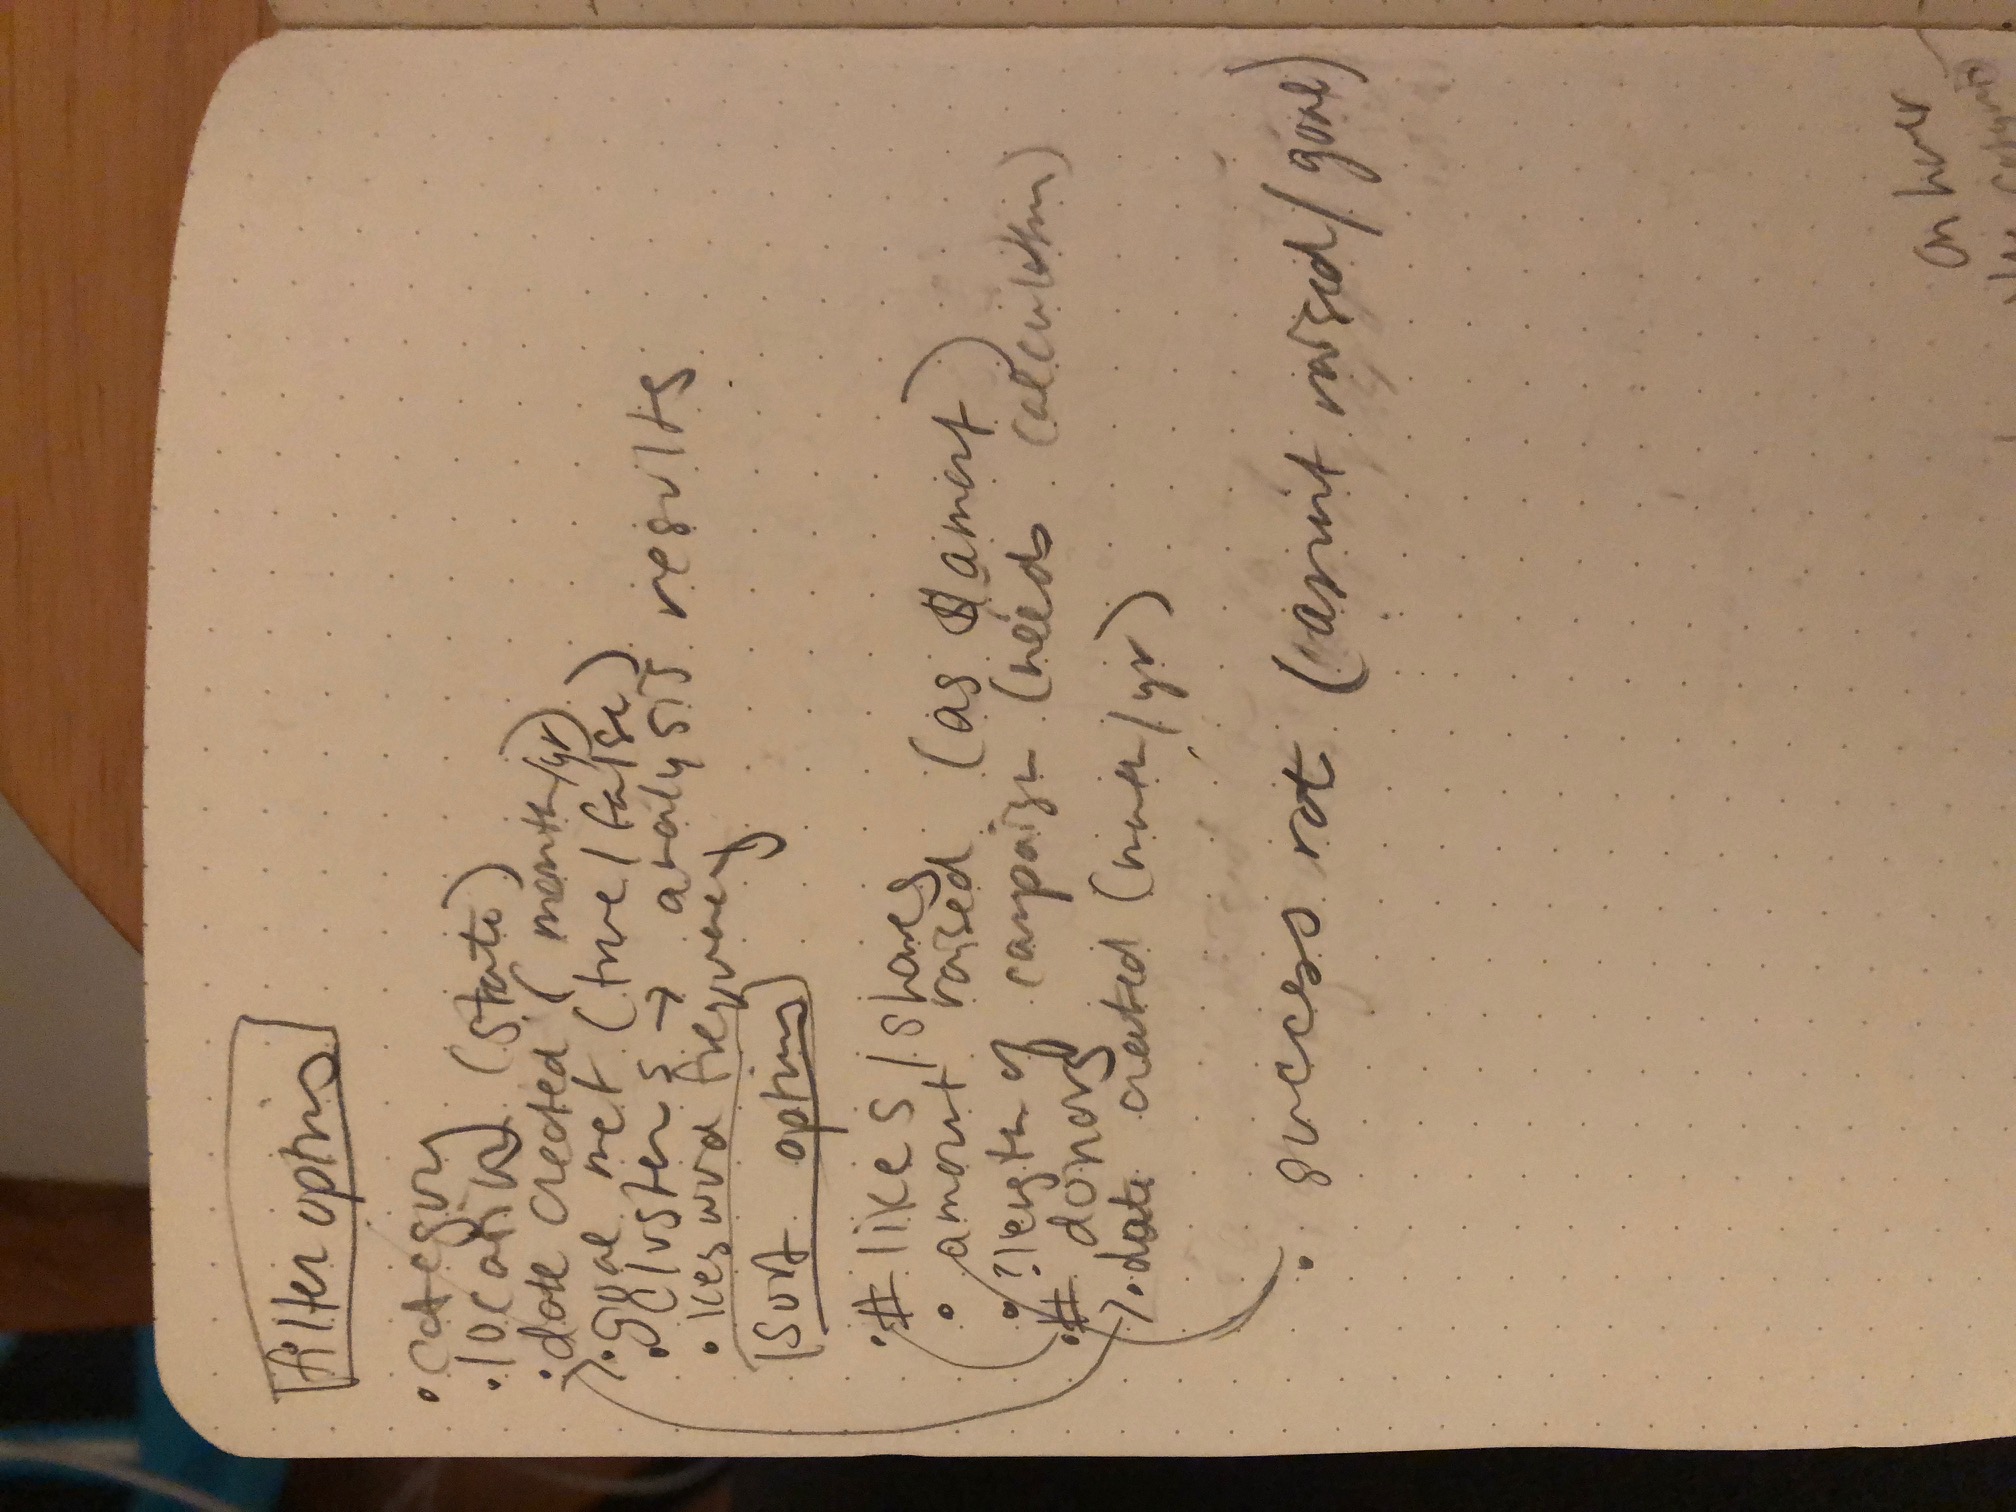 filter options
• category
• location (state)
• date created (month/yr)
• goal met (true/false)
• clusters → analysis results
• keyword frequency
Sort options
• # likes / shares
• amount raised (as $ amount)
• ? length of campaign (needs calculation)
• # donors
• date created (month/yr)
• success rate (amount raised / goal)
on hover